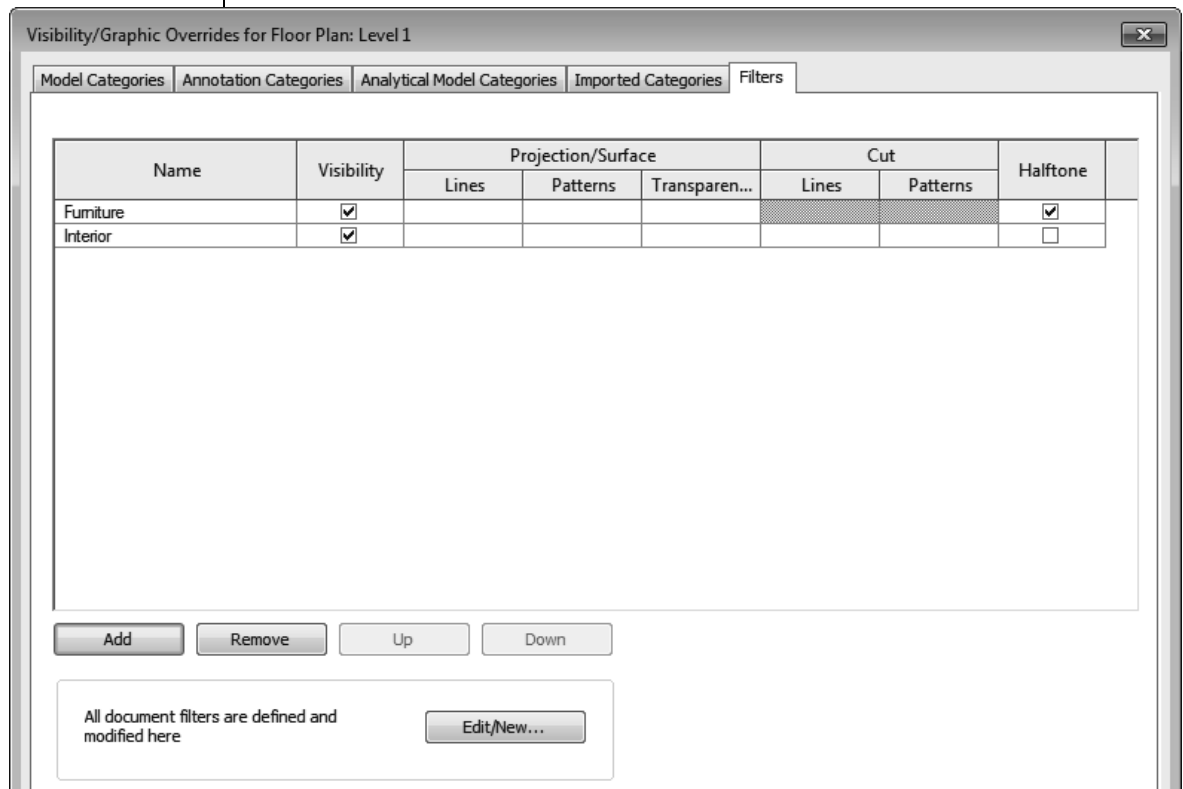 Visibility/Graphic Overrides for Floor Plan: Level 1
Model Categories Annotation Categories Analytical Model Categories Imported Categories Filters
Name Visibility Projection/Surface Cut Halftone
Lines Patterns Transparen... Lines Patterns
Furniture
Interior
Add Remove Up Down
All document filters are defined and
modified here
Edit/New...